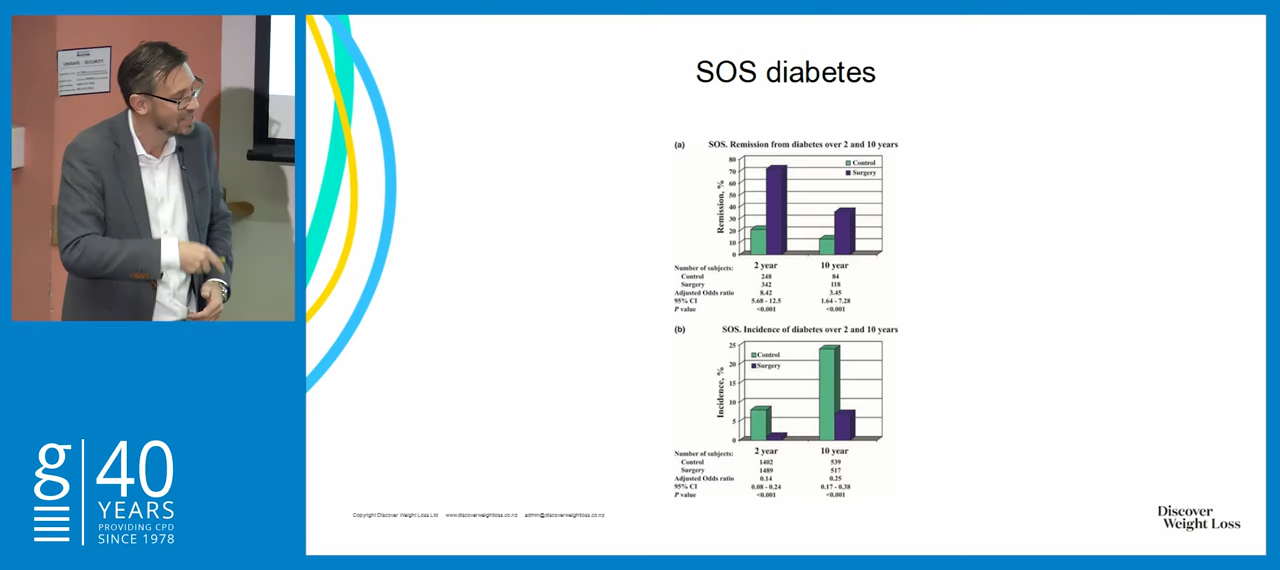 UNISAFE - SECURITY
g
40
YEARS
PROVIDING CPD
SINCE 1978
SOS diabetes
(a) SOS. Remission from diabetes over 2 and 10 years
Remission, %
80
70
60
50
40
30
20
10
0
Control
Surgery
2 year 10 year
Number of subjects:
Control 248 84
Surgery 342 118
Adjusted Odds ratio 8.42 3.45
95% CI 5.68 - 12.5 1.64 - 7.28
P value <0.001 <0.001
(b) SOS. Incidence of diabetes over 2 and 10 years
Incidence, %
25
20
15
10
5
0
Control
Surgery
2 year 10 year
Number of subjects:
Control 1402 539
Surgery 1489 517
Adjusted Odds ratio 0.14 0.25
95% CI 0.08 - 0.24 0.17 - 0.38
P value <0.001 <0.001
Copyright Discover Weight Loss Ltd www.discoverweightloss.co.nz admin@discoverweightloss.co.nz
Discover
Weight Loss